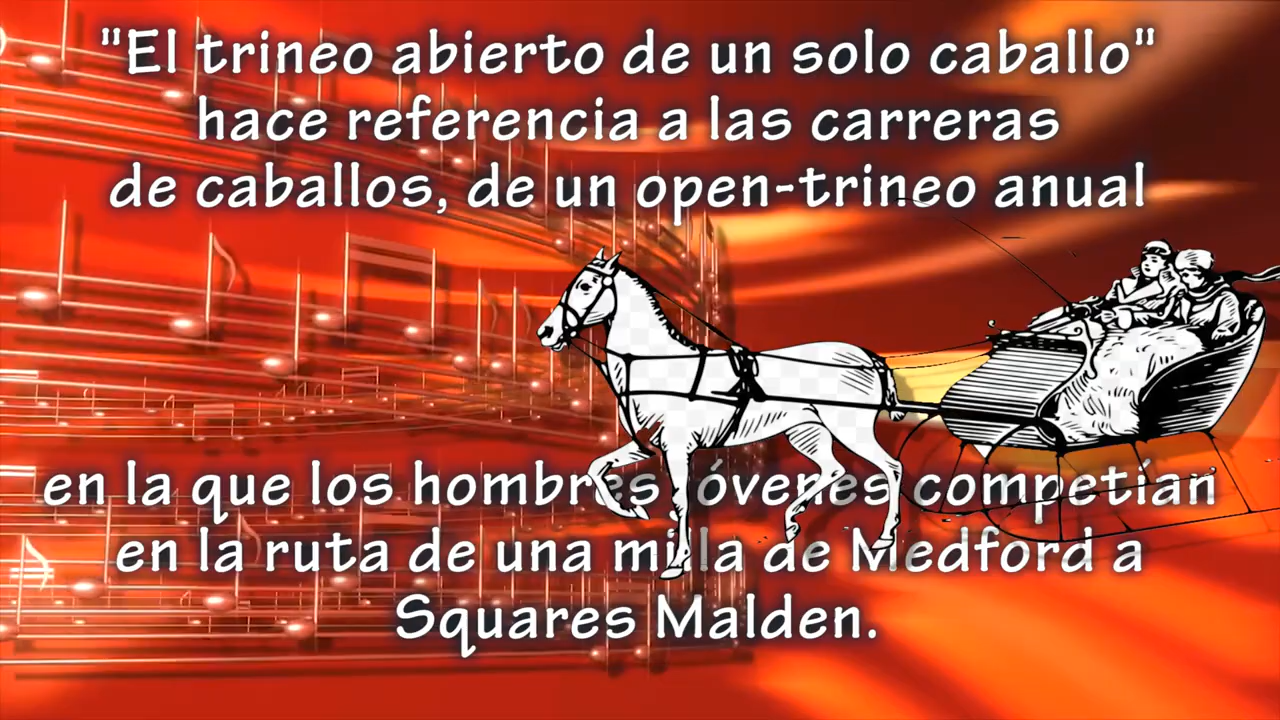 "El trineo abierto de un solo caballo"
hace referencia a las carreras
de caballos, de un open-trineo anual
en la que los hombres jóvenes competían
en la ruta de una milla de Medford a
Squares Malden.